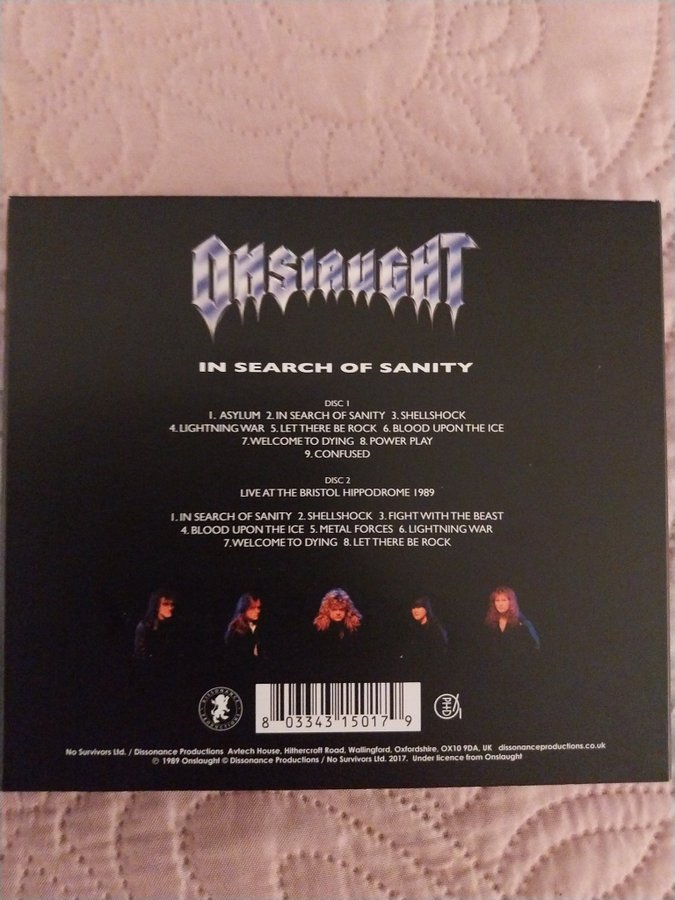 ONSLAUGHT
IN SEARCH OF SANITY
DISC 1
1. ASYLUM 2. IN SEARCH OF SANITY 3. SHELLSHOCK
4. LIGHTNING WAR 5. LET THERE BE ROCK 6. BLOOD UPON THE ICE
7. WELCOME TO DYING 8. POWER PLAY
9. CONFUSED
DISC 2
LIVE AT THE BRISTOL HIPPODROME 1989
1. IN SEARCH OF SANITY 2. SHELLSHOCK 3. FIGHT WITH THE BEAST
4. BLOOD UPON THE ICE 5. METAL FORCES 6. LIGHTNING WAR
7. WELCOME TO DYING 8. LET THERE BE ROCK
DISSONANCE PRODUCTIONS
8 03343 15017 9
PHD
No Survivors Ltd. / Dissonance Productions Avtech House, Hithercroft Road, Wallingford, Oxfordshire, OX10 9DA, UK dissonanceproductions.co.uk
℗ 1989 Onslaught © Dissonance Productions / No Survivors Ltd. 2017. Under licence from Onslaught